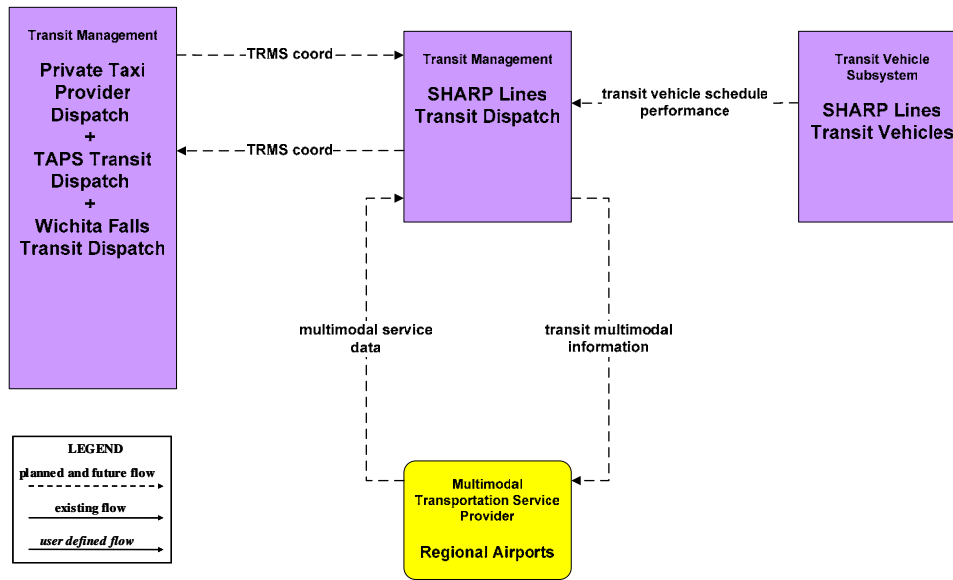 Transit Management
Private Taxi
Provider
Dispatch
+
TAPS Transit
Dispatch
+
Wichita Falls
Transit Dispatch
TRMS coord
TRMS coord
Transit Management
SHARP Lines
Transit Dispatch
transit vehicle schedule
performance
Transit Vehicle
Subsystem
SHARP Lines
Transit Vehicles
multimodal service
data
transit multimodal
information
Multimodal
Transportation Service
Provider
Regional Airports
LEGEND
planned and future flow
existing flow
user defined flow